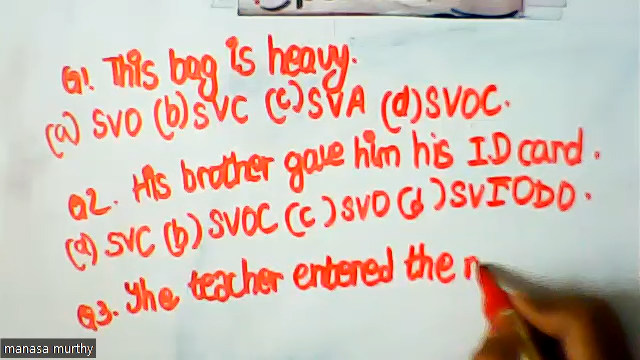 Q1. This bag is heavy.
(a) SVO (b) SVC (c) SVA (d) SVOC.
Q2. His brother gave him his ID card.
(a) SVC (b) SVOC (c) SVO (d) SVIODO.
Q3. The teacher entered the
manasa murthy